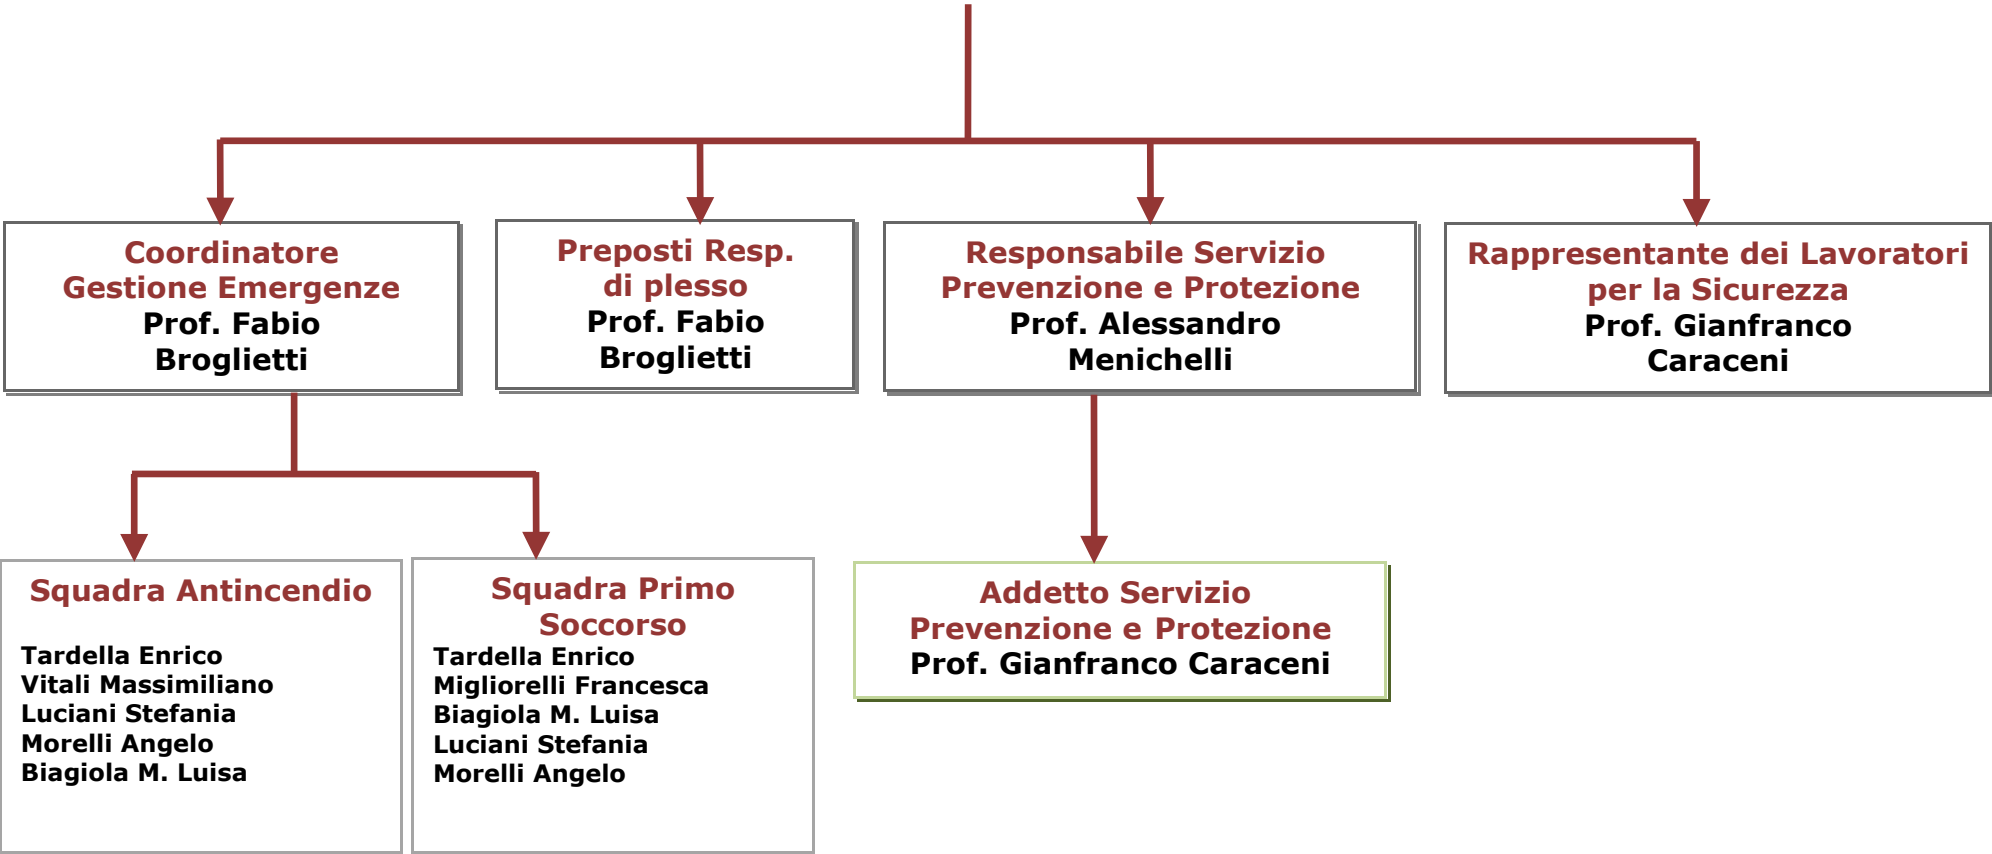 Coordinatore
Gestione Emergenze
Prof. Fabio
Broglietti
Preposti Resp.
di plesso
Prof. Fabio
Broglietti
Responsabile Servizio
Prevenzione e Protezione
Prof. Alessandro
Menichelli
Rappresentante dei Lavoratori
per la Sicurezza
Prof. Gianfranco
Caraceni
Squadra Antincendio
Tardella Enrico
Vitali Massimiliano
Luciani Stefania
Morelli Angelo
Biagiola M. Luisa
Squadra Primo
Soccorso
Tardella Enrico
Migliorelli Francesca
Biagiola M. Luisa
Luciani Stefania
Morelli Angelo
Addetto Servizio
Prevenzione e Protezione
Prof. Gianfranco Caraceni